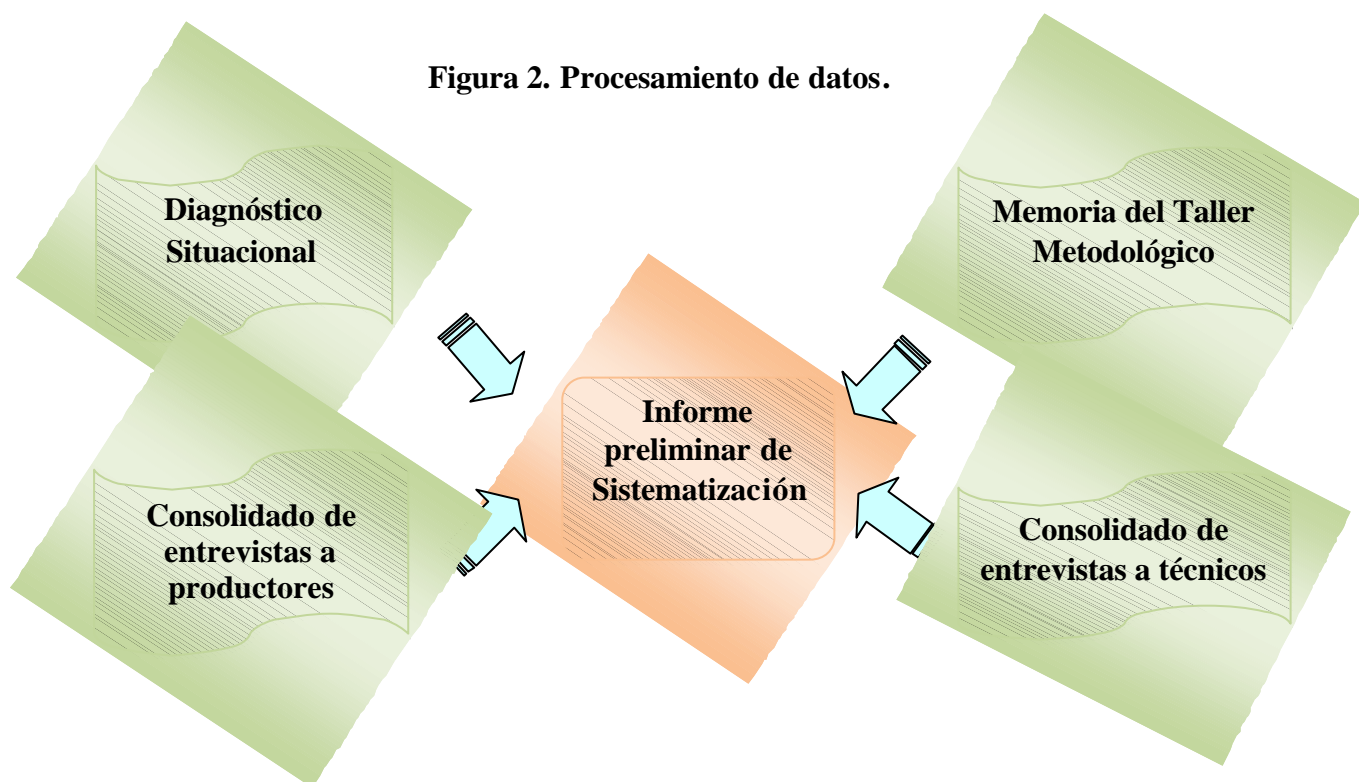 Figura 2. Procesamiento de datos.
Diagnóstico
Situacional
Memoria del Taller
Metodológico
Informe
preliminar de
Sistematización
Consolidado de
entrevistas a
productores
Consolidado de
entrevistas a técnicos